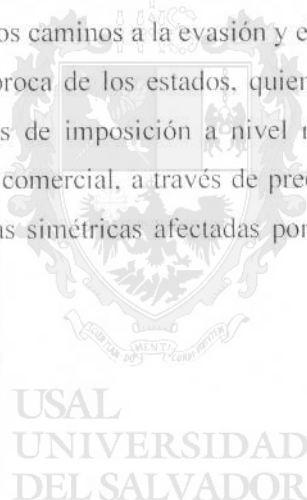 os caminos a la evasión y e
proca de los estados, quien
s de imposición a nivel
comercial, a través de prec
as simétricas afectadas por
USAL
UNIVERSIDAD
DEL SALVADOR